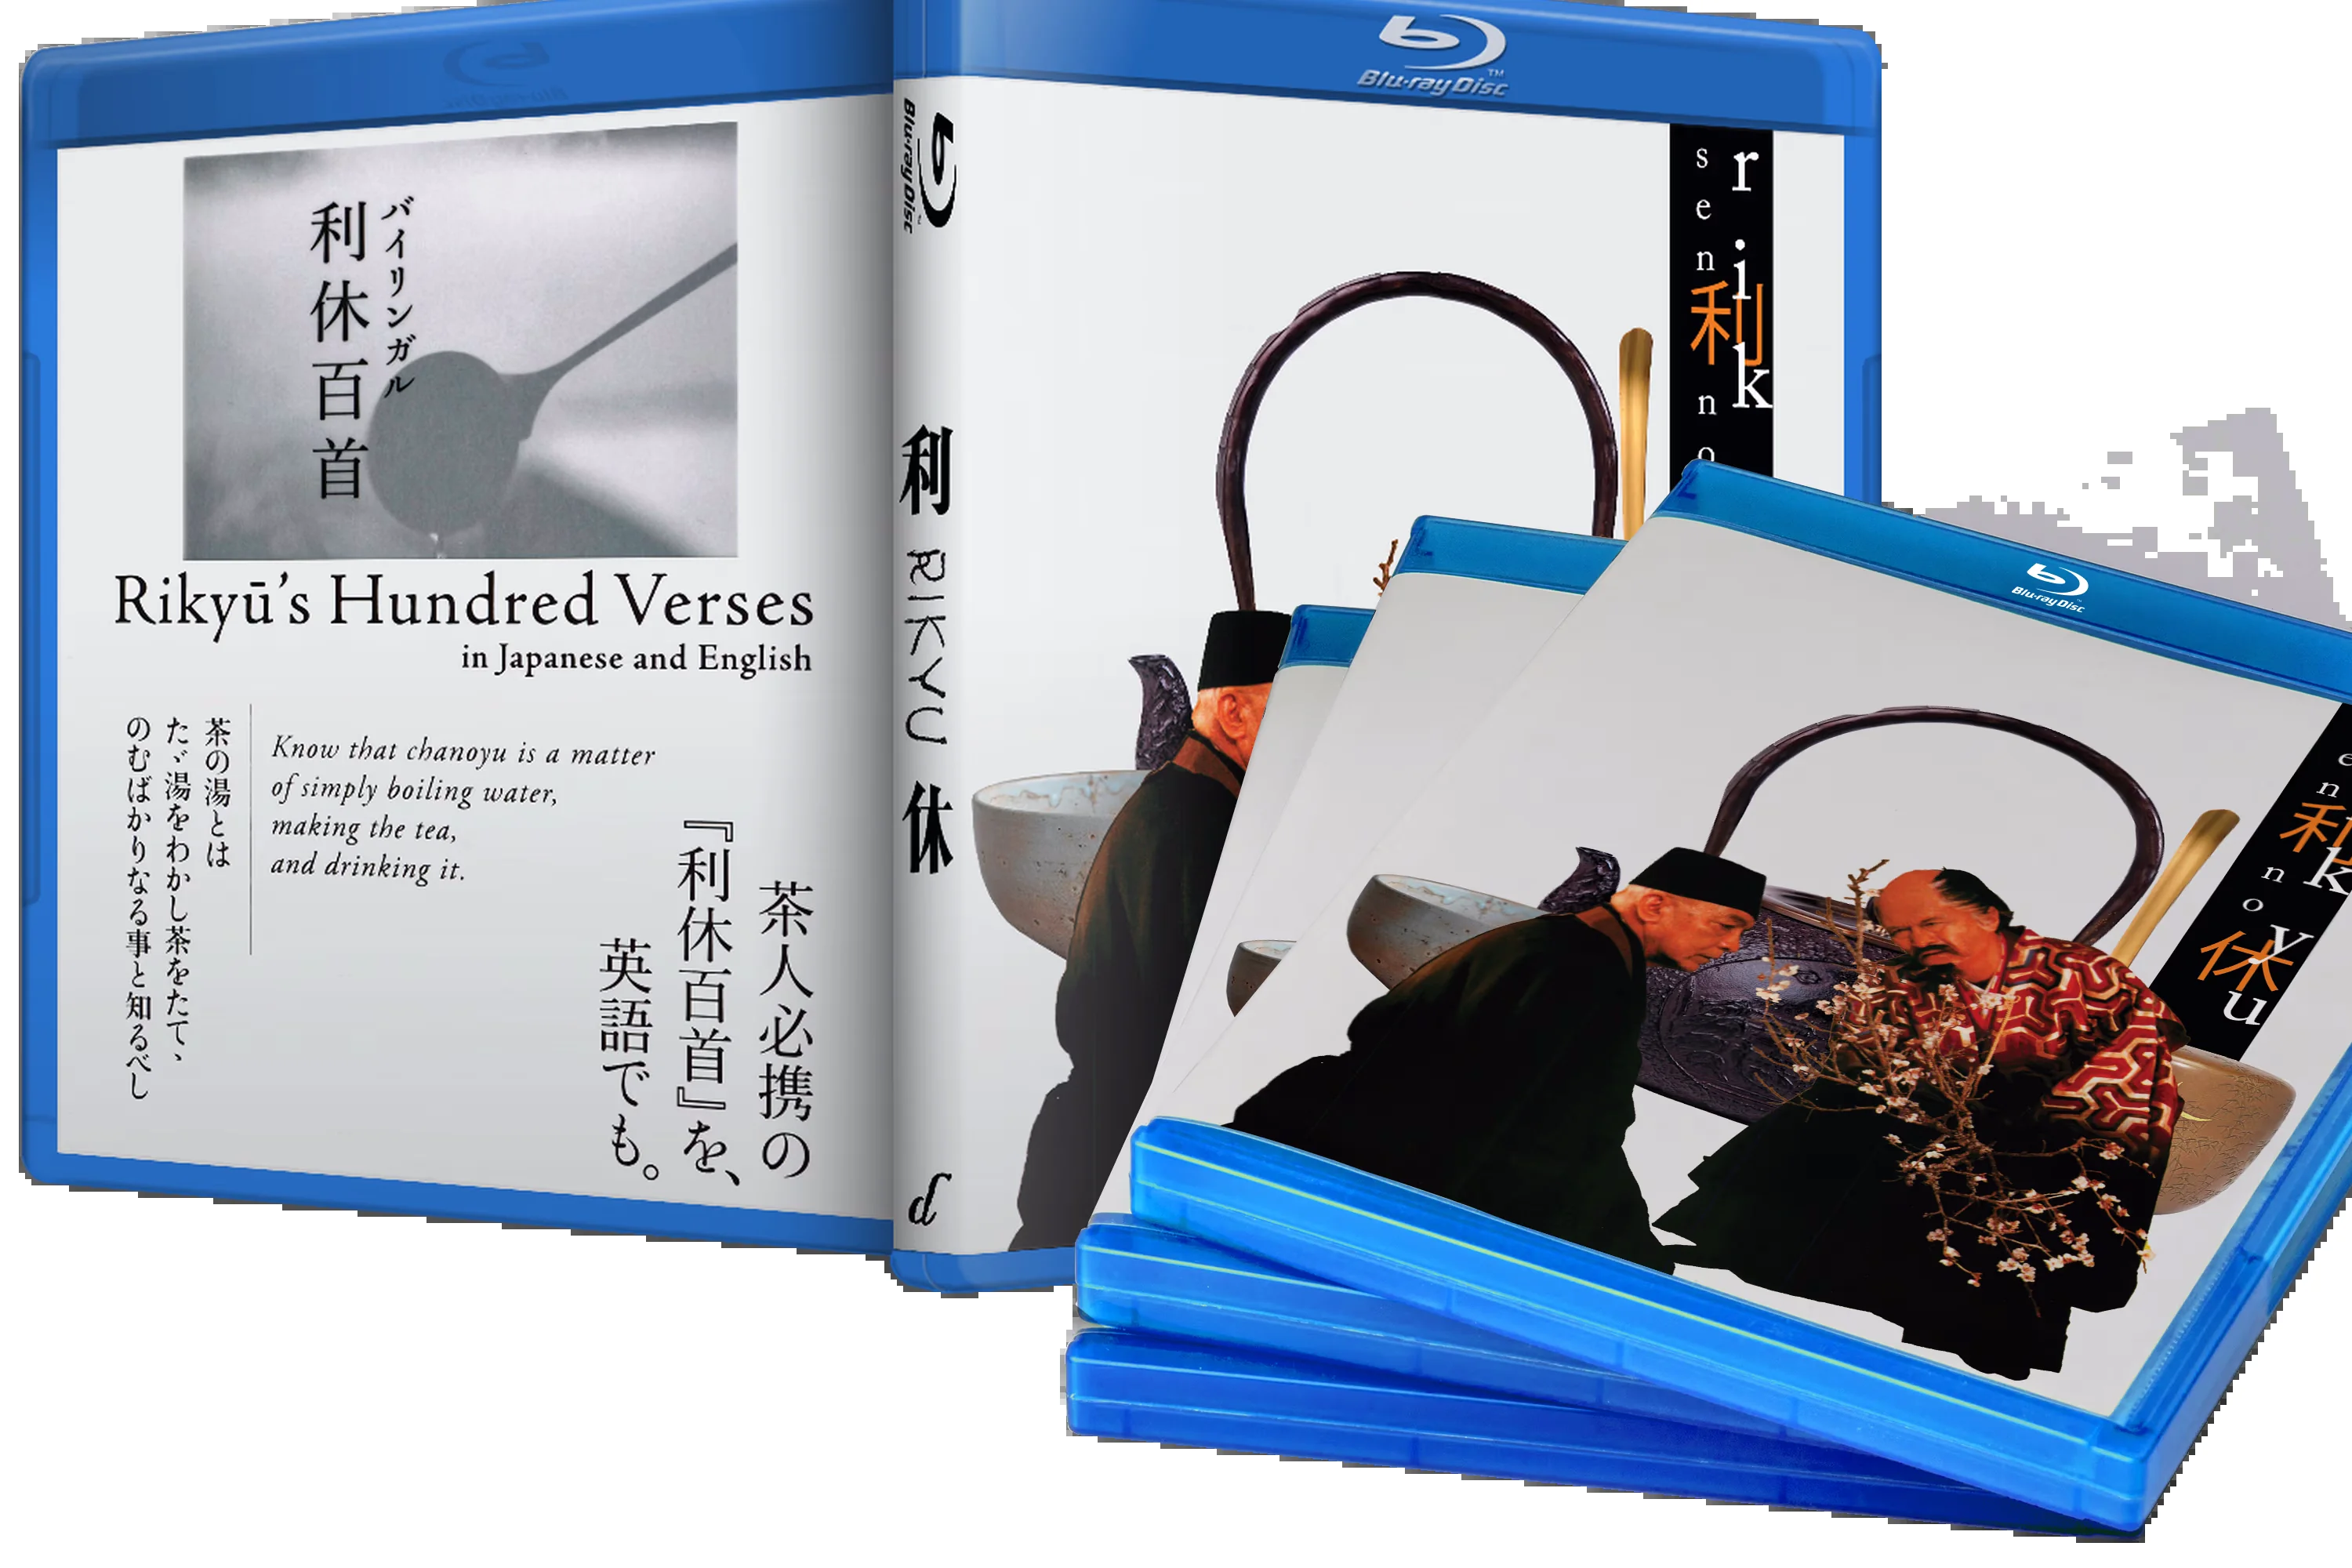 バイリンガル
利休百首
Rikyū's Hundred Verses
in Japanese and English
茶の湯とは
たゞ湯をわかし茶をたて、
のむばかりなる事と知るべし
Know that chanoyu is a matter
of simply boiling water,
making the tea,
and drinking it.
茶人必携の
『利休百首』を、
英語でも。
Blu-ray Disc
利 RIKYU 休
d
Blu-ray Disc™
rik
sen no
利
Blu-ray Disc
k yu
en no
利休